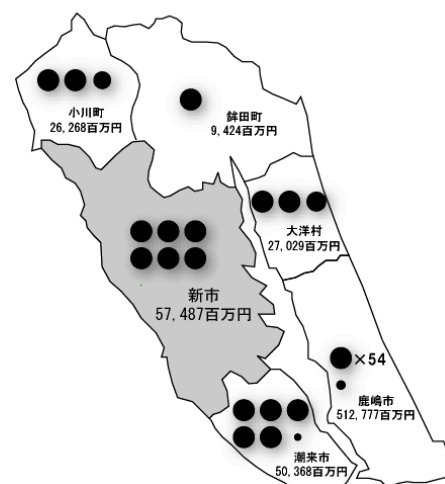 小川町
26,268百万円
鉾田町
9,424百万円
大洋村
27,029百万円
新市
57,487百万円
×54
鹿嶋市
512,777百万円
潮来市
50,368百万円